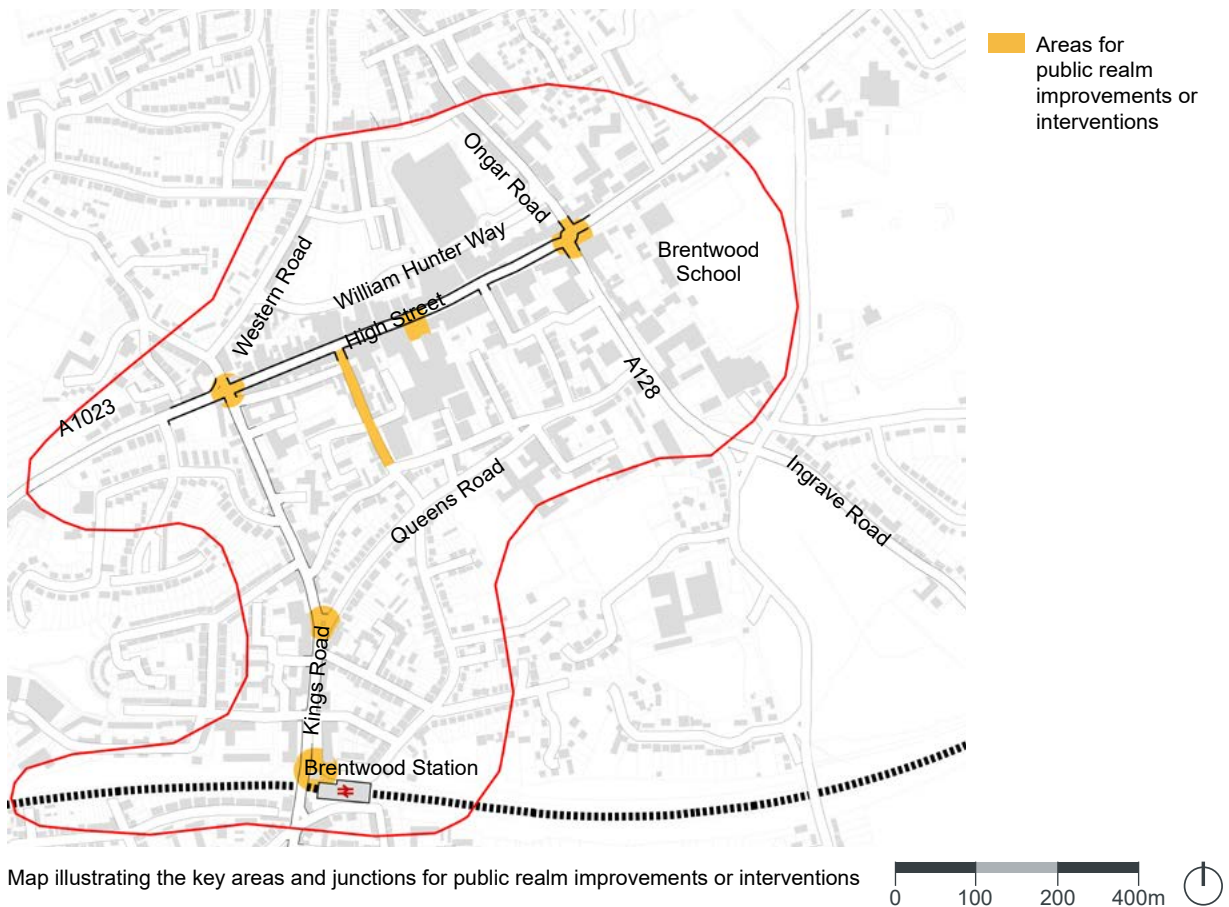 Areas for
public realm
improvements or
interventions
Ongar Road
Brentwood
School
William Hunter Way
Western Road
High Street
A128
A1023
Queens Road
Ingrave Road
Kings Road
Brentwood Station
Map illustrating the key areas and junctions for public realm improvements or interventions
0 100 200 400m